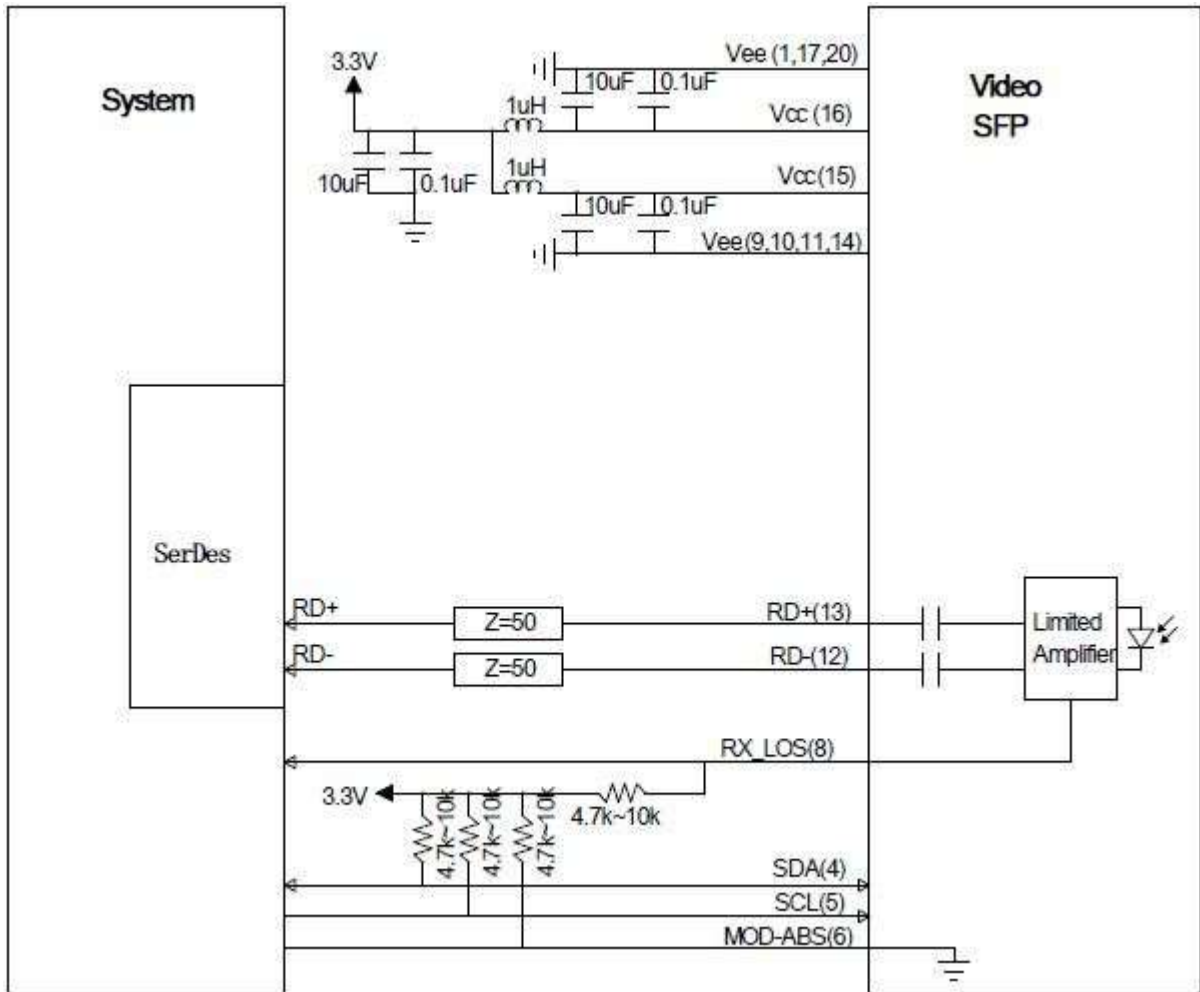 System
Video
SFP
3.3V
Vee (1,17,20)
10uF 0.1uF
1uH
Vcc (16)
1uH
Vcc(15)
10uF 0.1uF
10uF 0.1uF
Vee(9,10,11,14)
SerDes
RD+
Z=50
RD+(13)
RD-
Z=50
RD-(12)
Limited
Amplifier
RX_LOS(8)
3.3V
4.7k~10k
4.7k~10k
4.7k~10k
4.7k~10k
SDA(4)
SCL(5)
MOD-ABS(6)